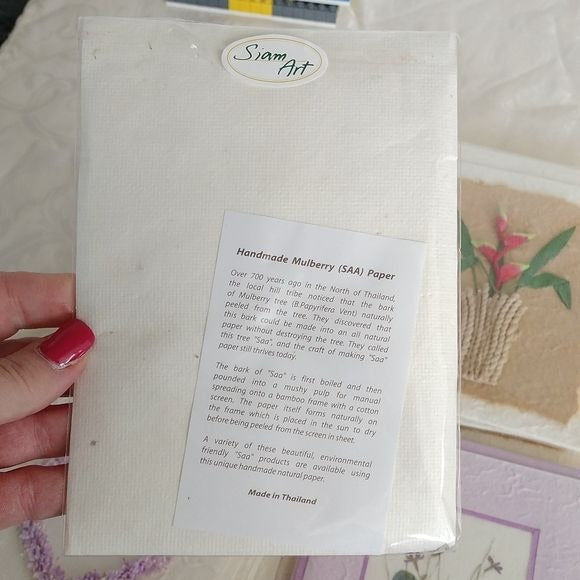 Siam
Art
Handmade Mulberry (SAA) Paper
Over 700 years ago in the North of Thailand,
the local hill tribe noticed that the bark
of Mulberry tree (B.Papyrifera Vent) naturally
peeled from the tree. They discovered that
this bark could be made into an all natural
paper without destroying the tree. They called
this tree "Saa", and the craft of making "Saa"
paper still thrives today.
The bark of "Saa" is first boiled and then
pounded into a mushy pulp for manual
spreading onto a bamboo frame with a cotton
screen. The paper itself forms naturally on
the frame which is placed in the sun to dry
before being peeled from the screen in sheet.
A variety of these beautiful, environmental
friendly "Saa" products are available using
this unique handmade natural paper.
Made in Thailand